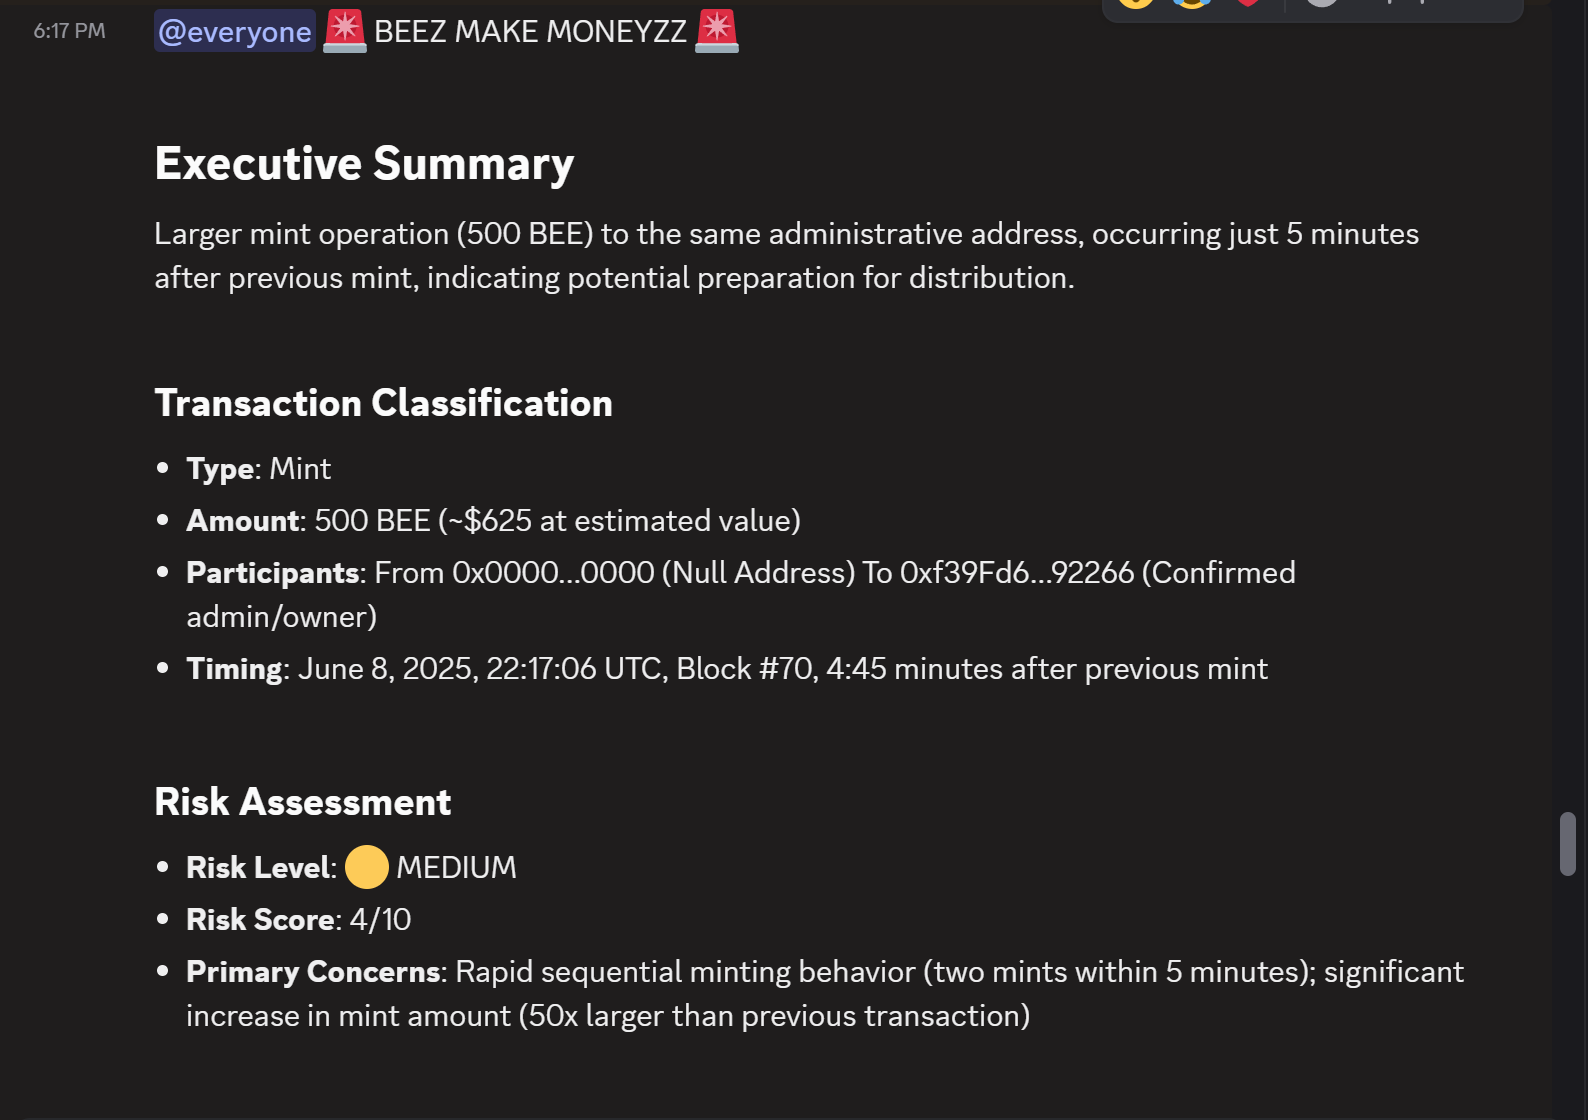 6:17 PM
@everyone 🚨 BEEZ MAKE MONEYZZ 🚨
Executive Summary
Larger mint operation (500 BEE) to the same administrative address, occurring just 5 minutes
after previous mint, indicating potential preparation for distribution.
Transaction Classification
• Type: Mint
• Amount: 500 BEE (~$625 at estimated value)
• Participants: From 0x0000...0000 (Null Address) To 0xf39Fd6...92266 (Confirmed
admin/owner)
• Timing: June 8, 2025, 22:17:06 UTC, Block #70, 4:45 minutes after previous mint
Risk Assessment
• Risk Level: 🟡 MEDIUM
• Risk Score: 4/10
• Primary Concerns: Rapid sequential minting behavior (two mints within 5 minutes); significant
increase in mint amount (50x larger than previous transaction)